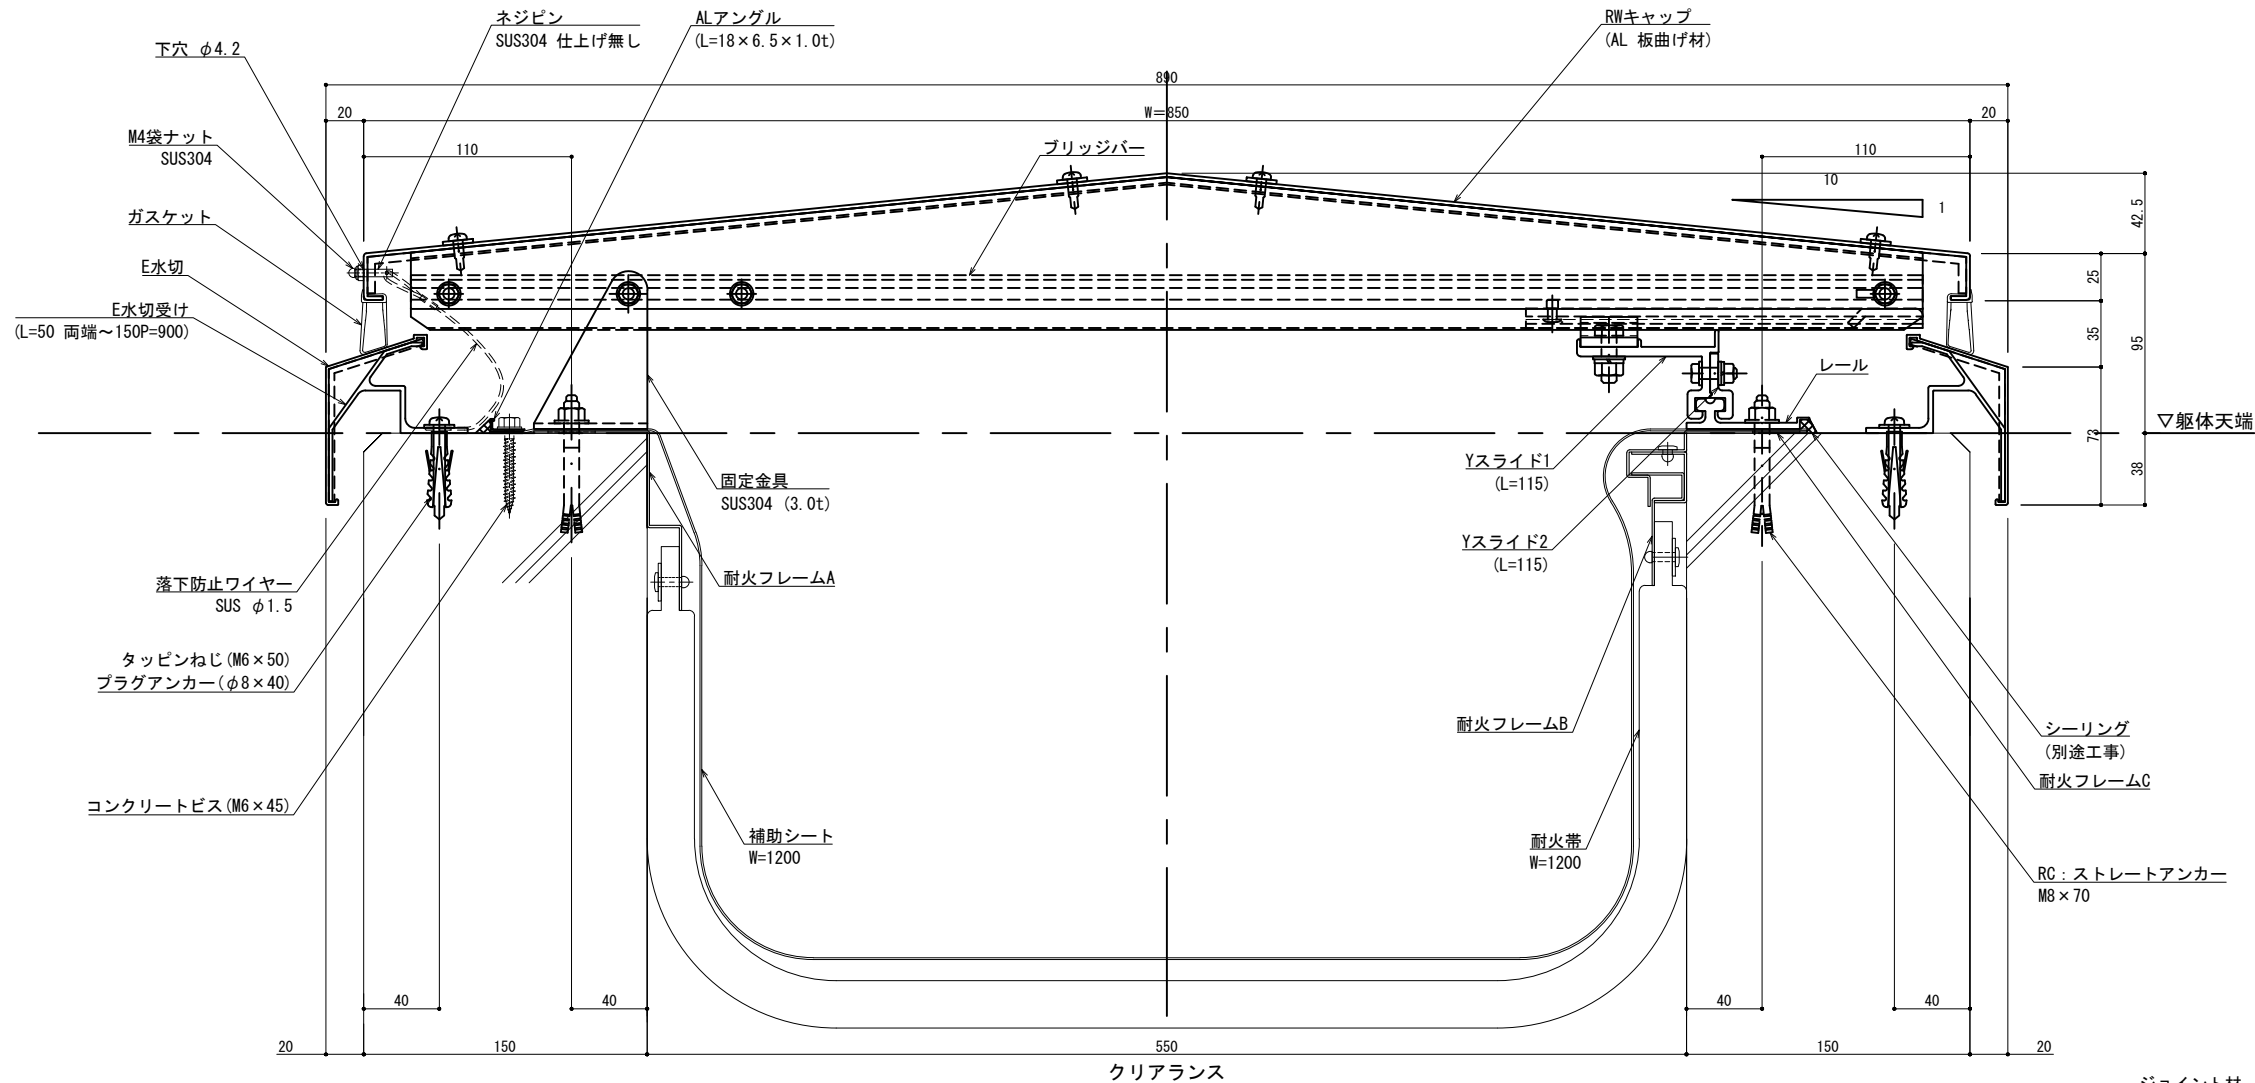 ネジピン
SUS304 仕上げ無し
ALアングル
(L=18×6.5×1.0t)
RWキャップ
(AL 板曲げ材)
下穴 φ4.2
890
20
W=850
20
M4袋ナット
SUS304
110
ブリッジバー
110
10
1
42.5
ガスケット
E水切
25
E水切受け
(L=50 両端～150P=900)
35
95
レール
▽躯体天端
73
38
Yスライド1
(L=115)
固定金具
SUS304 (3.0t)
Yスライド2
(L=115)
落下防止ワイヤー
SUS φ1.5
耐火フレームA
タッピンねじ(M6×50)
プラグアンカー(φ8×40)
耐火フレームB
シーリング
(別途工事)
耐火フレームC
コンクリートビス(M6×45)
補助シート
W=1200
耐火帯
W=1200
RC：ストレートアンカー
M8×70
40
40
40
40
20
150
550
150
20
クリアランス